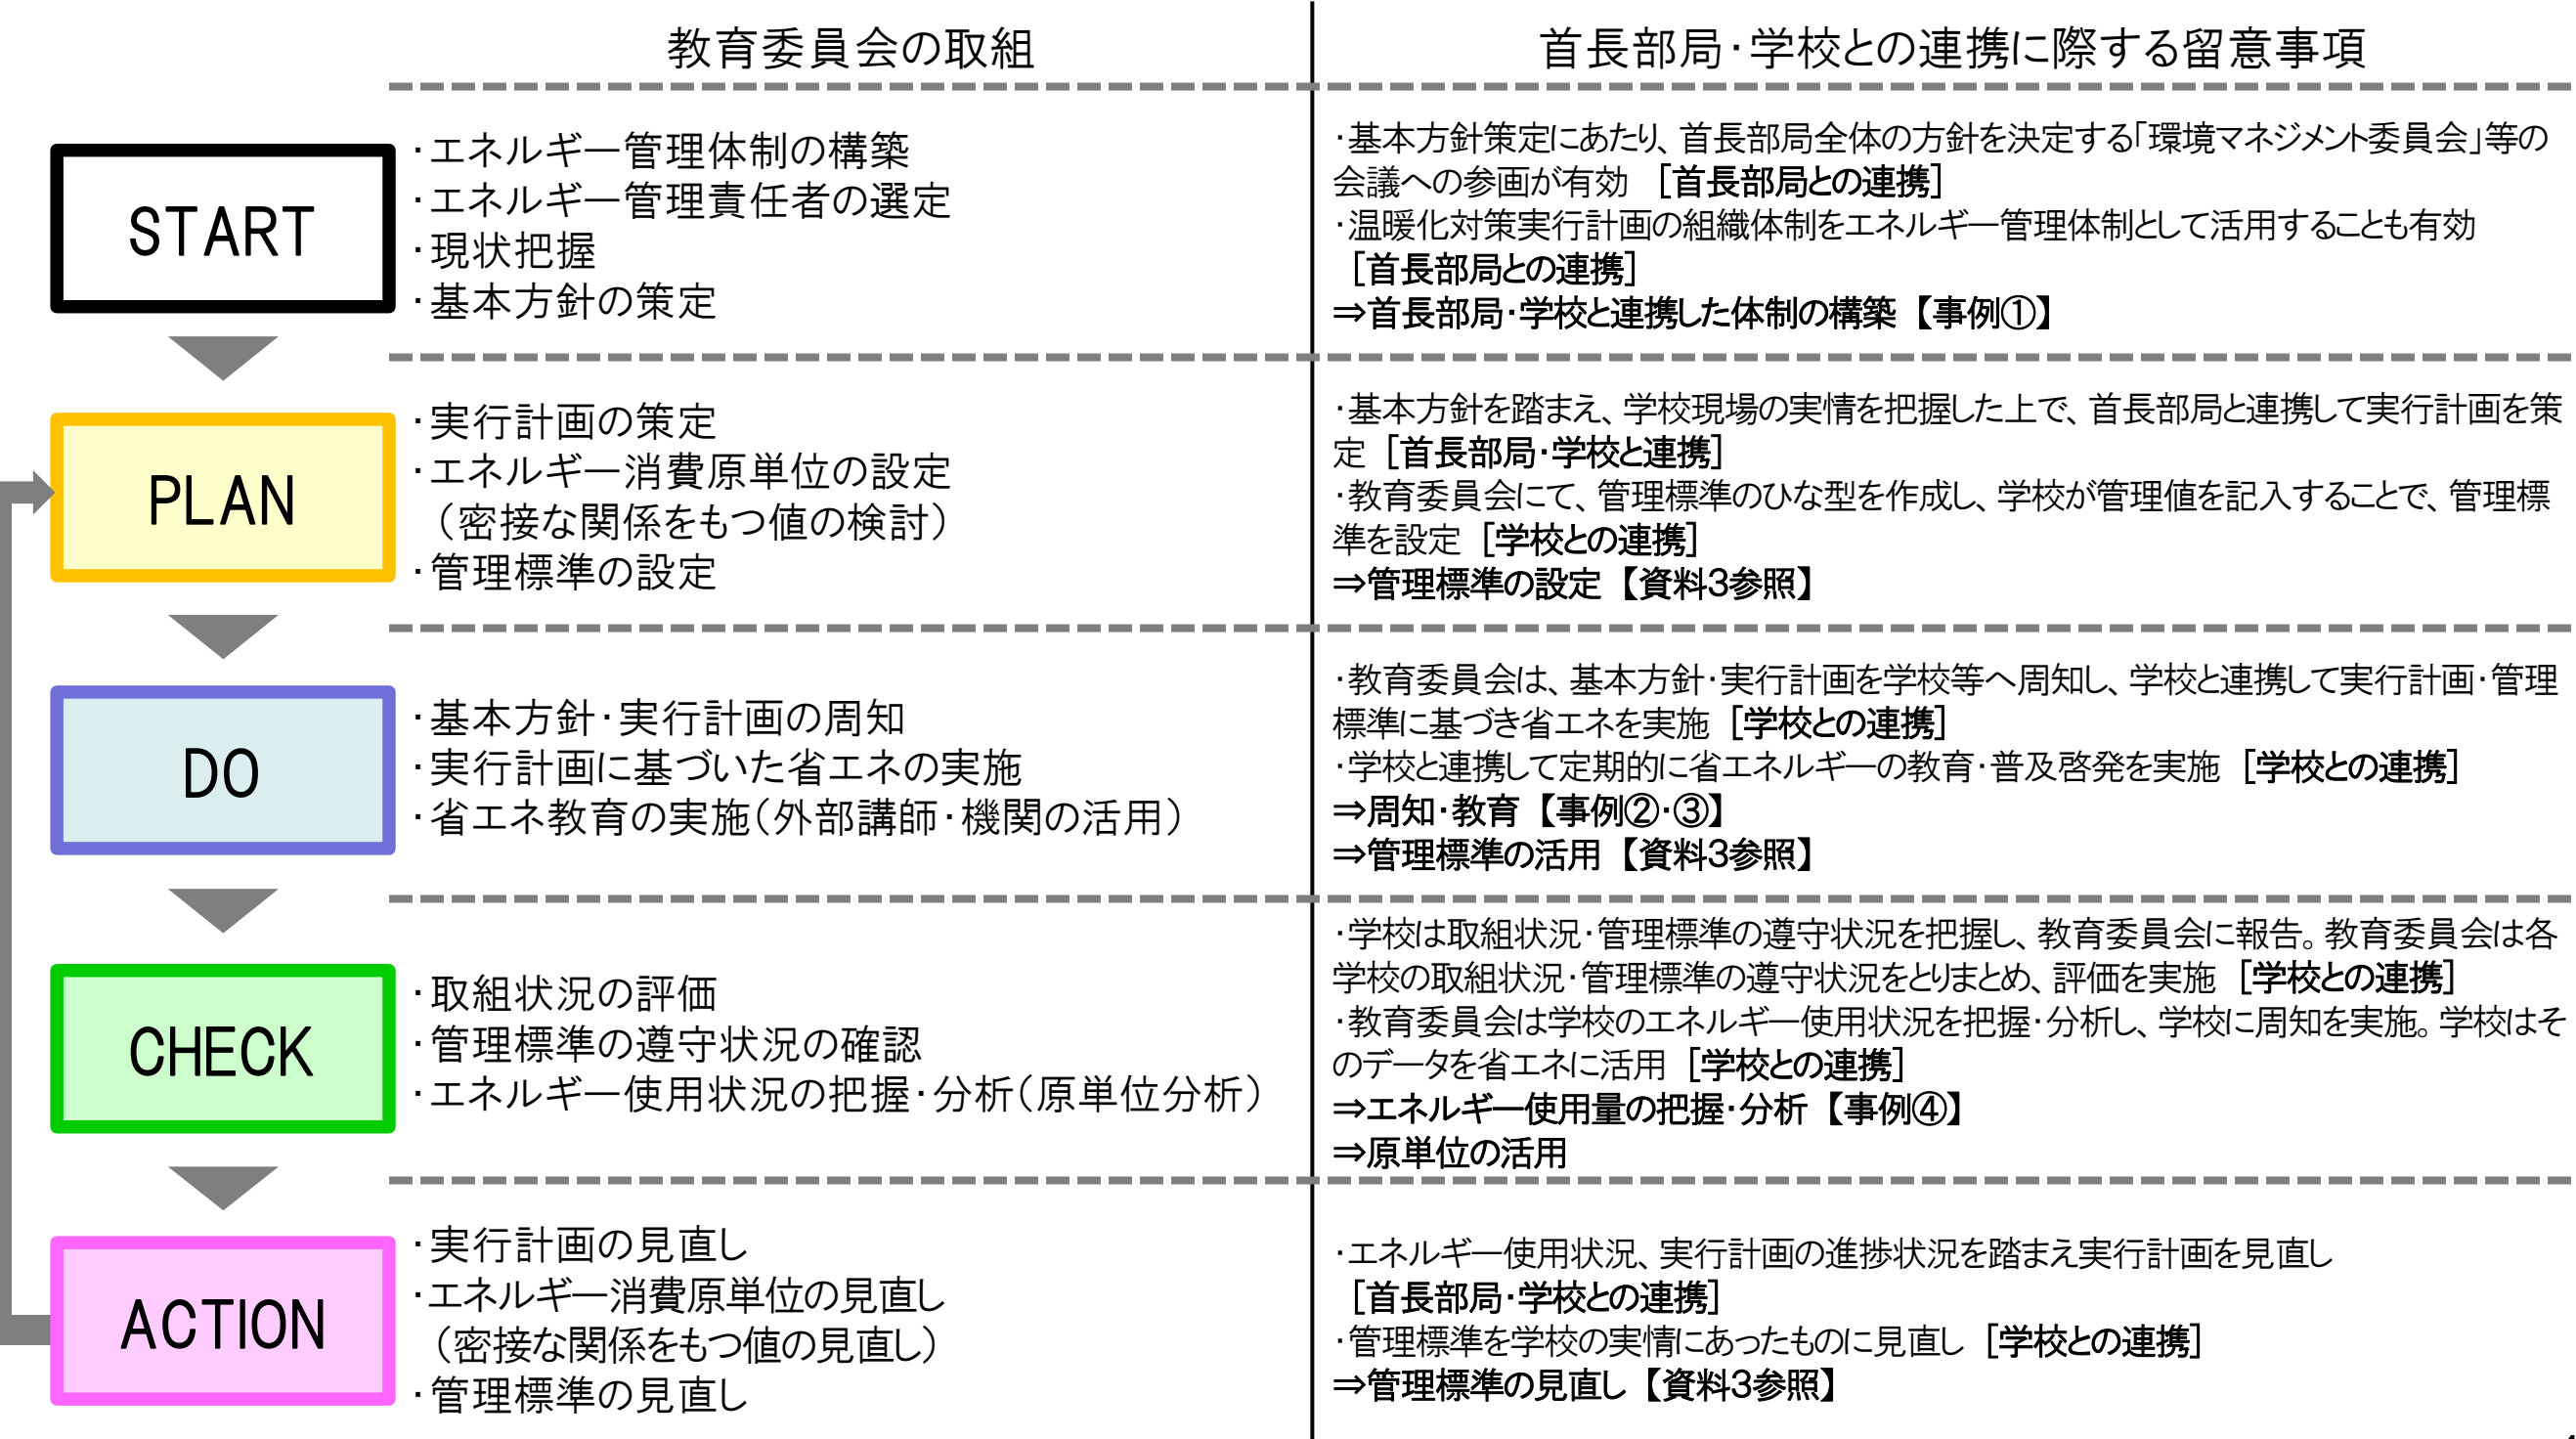 教育委員会の取組
首長部局・学校との連携に際する留意事項
START
・エネルギー管理体制の構築
・エネルギー管理責任者の選定
・現状把握
・基本方針の策定
・基本方針策定にあたり、首長部局全体の方針を決定する「環境マネジメント委員会」等の
会議への参画が有効 ［首長部局との連携］
・温暖化対策実行計画の組織体制をエネルギー管理体制として活用することも有効
［首長部局との連携］
⇒首長部局・学校と連携した体制の構築【事例①】
PLAN
・実行計画の策定
・エネルギー消費原単位の設定
（密接な関係をもつ値の検討）
・管理標準の設定
・基本方針を踏まえ、学校現場の実情を把握した上で、首長部局と連携して実行計画を策
定［首長部局・学校と連携］
・教育委員会にて、管理標準のひな型を作成し、学校が管理値を記入することで、管理標
準を設定［学校との連携］
⇒管理標準の設定【資料3参照】
DO
・基本方針・実行計画の周知
・実行計画に基づいた省エネの実施
・省エネ教育の実施（外部講師・機関の活用）
・教育委員会は、基本方針・実行計画を学校等へ周知し、学校と連携して実行計画・管理
標準に基づき省エネを実施［学校との連携］
・学校と連携して定期的に省エネルギーの教育・普及啓発を実施［学校との連携］
⇒周知・教育【事例②・③】
⇒管理標準の活用【資料3参照】
CHECK
・取組状況の評価
・管理標準の遵守状況の確認
・エネルギー使用状況の把握・分析（原単位分析）
・学校は取組状況・管理標準の遵守状況を把握し、教育委員会に報告。教育委員会は各
学校の取組状況・管理標準の遵守状況をとりまとめ、評価を実施［学校との連携］
・教育委員会は学校のエネルギー使用状況を把握・分析し、学校に周知を実施。学校はそ
のデータを省エネに活用［学校との連携］
⇒エネルギー使用量の把握・分析【事例④】
⇒原単位の活用
ACTION
・実行計画の見直し
・エネルギー消費原単位の見直し
（密接な関係をもつ値の見直し）
・管理標準の見直し
・エネルギー使用状況、実行計画の進捗状況を踏まえ実行計画を見直し
［首長部局・学校との連携］
・管理標準を学校の実情にあったものに見直し［学校との連携］
⇒管理標準の見直し【資料3参照】